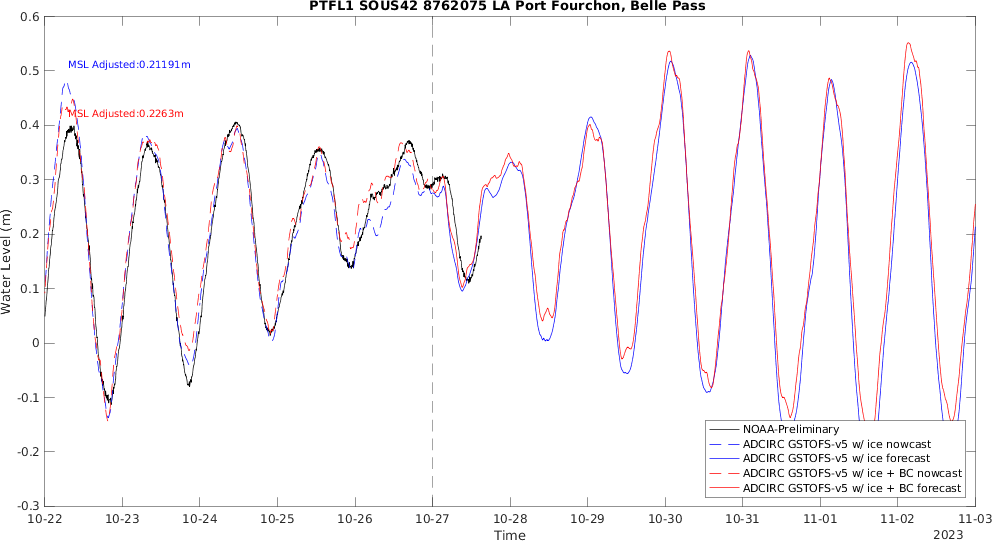 PTFL1 SOUS42 8762075 LA Port Fourchon, Belle Pass
0.6
0.5
0.4
0.3
0.2
0.1
0
-0.1
-0.2
-0.3
Water Level (m)
MSL Adjusted:0.21191m
MSL Adjusted:0.2263m
NOAA-Preliminary
ADCIRC GSTOFS-v5 w/ ice nowcast
ADCIRC GSTOFS-v5 w/ ice forecast
ADCIRC GSTOFS-v5 w/ ice + BC nowcast
ADCIRC GSTOFS-v5 w/ ice + BC forecast
10-22 10-23 10-24 10-25 10-26 10-27 10-28 10-29 10-30 10-31 11-01 11-02 11-03
Time
2023